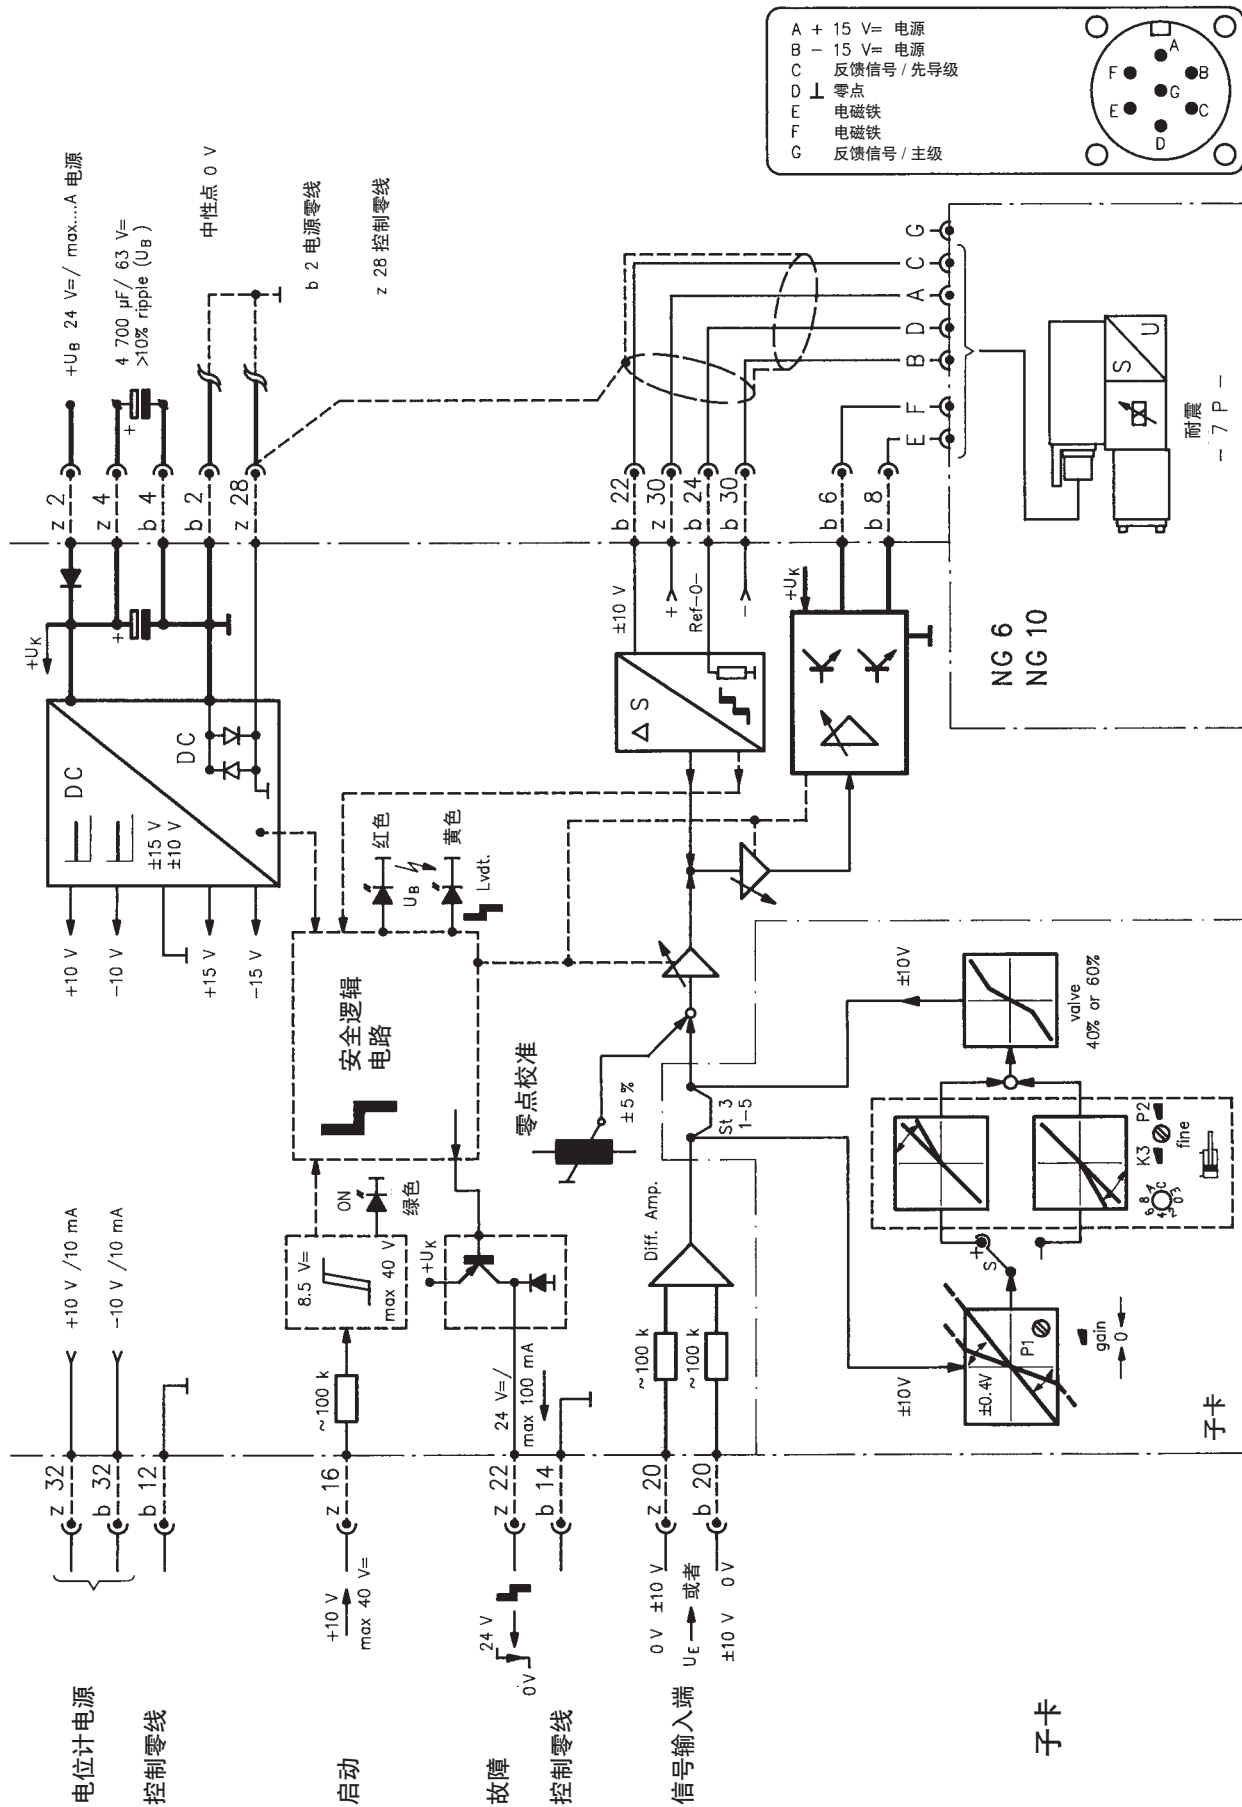 A + 15 V= 电源
B − 15 V= 电源
C 反馈信号 / 先导级
D ⊥ 零点
E 电磁铁
F 电磁铁
G 反馈信号 / 主级
A
B
C
D
E
F
G
+UB 24 V=/ max....A 电源
4 700 µF/ 63 V=
>10% ripple (UB)
中性点 0 V
b 2 电源零线
z 28 控制零线
z 2
z 4
b 4
b 2
z 28
b 22
z 30
b 24
b 30
b 6
b 8
E
F
B
D
A
C
G
+
+
+UK
DC
DC
±15 V
±10 V
+10 V
−10 V
+15 V
−15 V
±10 V
+
Ref-0-
−
Δ S
+UK
NG 6
NG 10
S
U
耐震
- 7 P -
安全逻辑
电路
红色
UB
黄色
Lvdt.
零点校准
±5%
St 3
1-5
Diff. Amp.
~100 k
~100 k
8.5 V=
max 40 V
ON
绿色
+UK
~100 k
24 V=/
max 100 mA
+10 V /10 mA
−10 V /10 mA
z 32
b 32
b 12
z 16
z 22
b 14
z 20
b 20
电位计电源
控制零线
启动
+10 V
max 40 V=
故障
24 V
0V
控制零线
信号输入端
0 V ±10 V
UE 或者
±10 V 0 V
子卡
±10V
±0.4V
P1
gain
0
S
+
−
K3
P2
fine
±10V
valve
40% or 60%
子卡